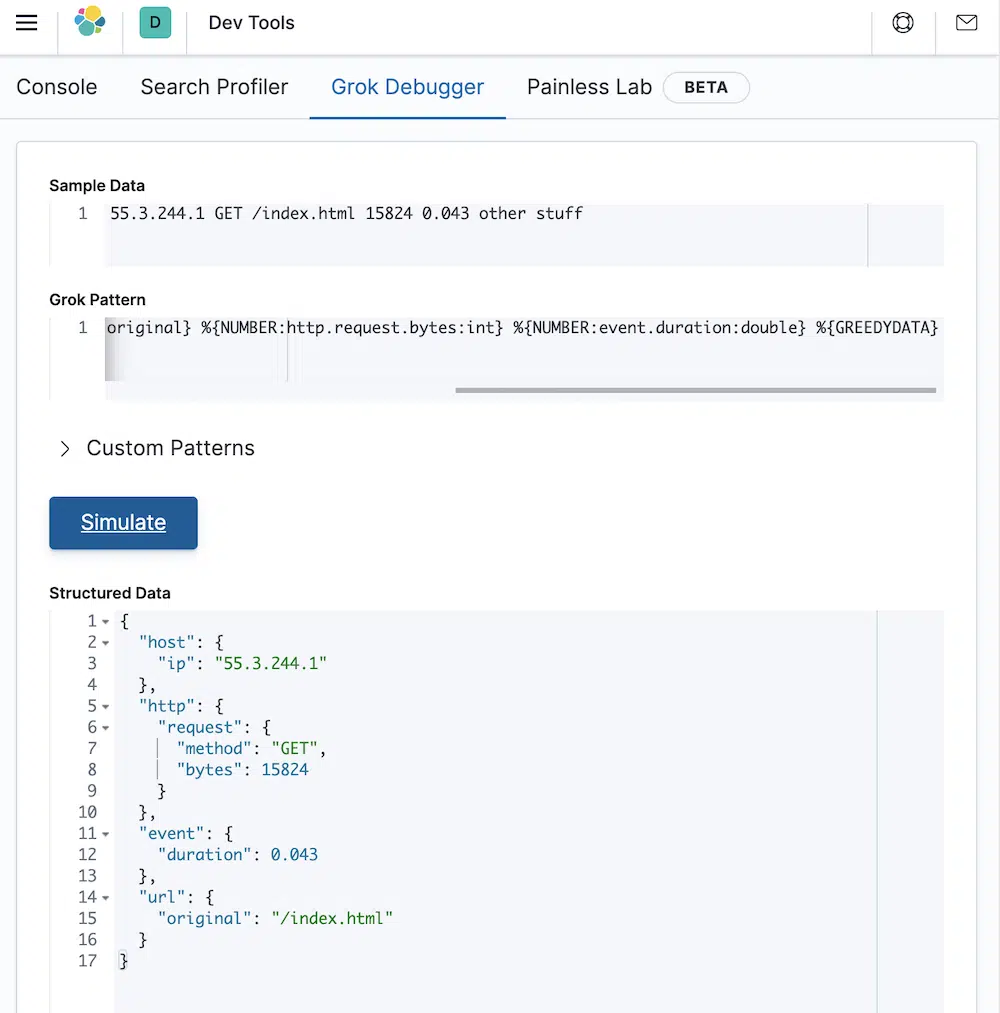 D Dev Tools
Console Search Profiler Grok Debugger Painless Lab BETA
Sample Data
1 55.3.244.1 GET /index.html 15824 0.043 other stuff
Grok Pattern
1 original} %{NUMBER:http.request.bytes:int} %{NUMBER:event.duration:double} %{GREEDYDATA}
Custom Patterns
Simulate
Structured Data
1 {
2 "host": {
3 "ip": "55.3.244.1"
4 },
5 "http": {
6 "request": {
7 "method": "GET",
8 "bytes": 15824
9 }
10 },
11 "event": {
12 "duration": 0.043
13 },
14 "url": {
15 "original": "/index.html"
16 }
17 }